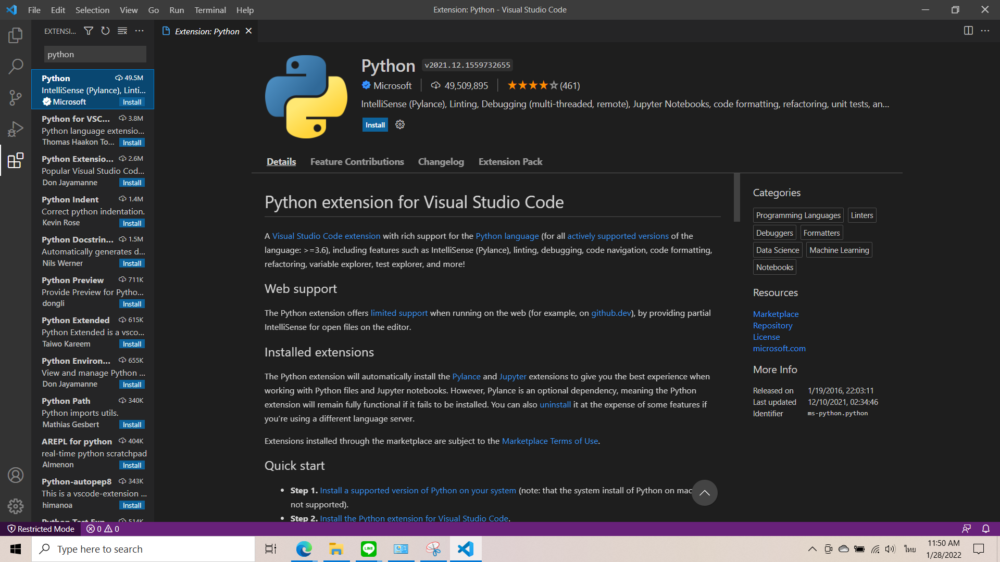 File Edit Selection View Go Run Terminal Help
Extension: Python - Visual Studio Code
EXTENSI...
Extension: Python
python
Python 49.5M
IntelliSense (Pylance), Linti...
Microsoft Install
Python for VSC... 3.8M
Python language extensio...
Thomas Haakon To... Install
Python Extensio... 2.6M
Popular Visual Studio Cod...
Don Jayamanne Install
Python Indent 1.4M
Correct python indentation.
Kevin Rose Install
Python Docstrin... 1.5M
Automatically generates d...
Nils Werner Install
Python Preview 711K
Provide Preview for Pytho...
dongli Install
Python Extended 615K
Python Extended is a vsco...
Taiwo Kareem Install
Python Environ... 655K
View and manage Python ...
Don Jayamanne Install
Python Path 340K
Python imports utils.
Mathias Gesbert Install
AREPL for python 404K
real-time python scratchpad
Almenon Install
Python-autopep8 343K
This is a vscode-extension ...
himanoa Install
Python Test Exp... 514K
Python v2021.12.1559732655
Microsoft 49,509,895 (461)
IntelliSense (Pylance), Linting, Debugging (multi-threaded, remote), Jupyter Notebooks, code formatting, refactoring, unit tests, an...
Install
Details Feature Contributions Changelog Extension Pack
Python extension for Visual Studio Code
A Visual Studio Code extension with rich support for the Python language (for all actively supported versions of the
language: >=3.6), including features such as IntelliSense (Pylance), linting, debugging, code navigation, code formatting,
refactoring, variable explorer, test explorer, and more!
Web support
The Python extension offers limited support when running on the web (for example, on github.dev), by providing partial
IntelliSense for open files on the editor.
Installed extensions
The Python extension will automatically install the Pylance and Jupyter extensions to give you the best experience when
working with Python files and Jupyter notebooks. However, Pylance is an optional dependency, meaning the Python
extension will remain fully functional if it fails to be installed. You can also uninstall it at the expense of some features if
you're using a different language server.
Extensions installed through the marketplace are subject to the Marketplace Terms of Use.
Quick start
• Step 1. Install a supported version of Python on your system (note: that the system install of Python on mac
not supported).
• Step 2. Install the Python extension for Visual Studio Code.
Categories
Programming Languages Linters
Debuggers Formatters
Data Science Machine Learning
Notebooks
Resources
Marketplace
Repository
License
microsoft.com
More Info
Released on 1/19/2016, 22:03:11
Last updated 12/10/2021, 02:34:46
Identifier ms-python.python
Restricted Mode 0 0
Type here to search
LINE
ไทย
11:50 AM
1/28/2022